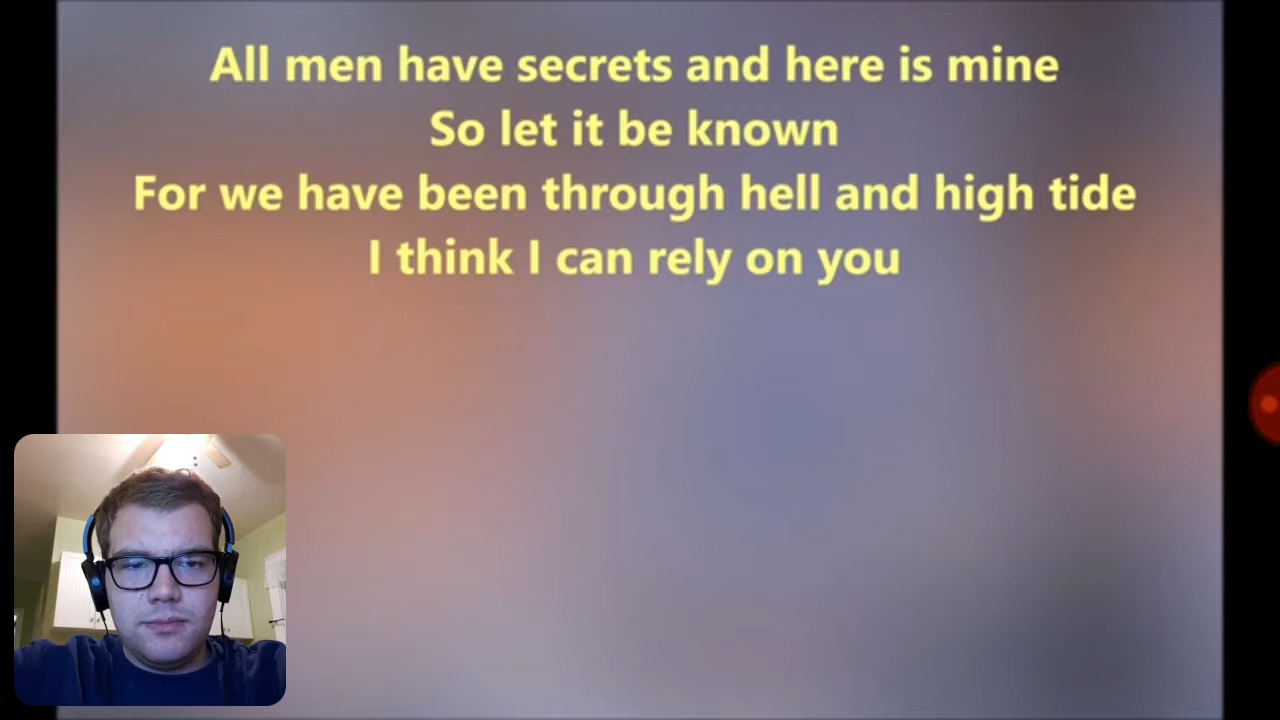 All men have secrets and here is mine
So let it be known
For we have been through hell and high tide
I think I can rely on you